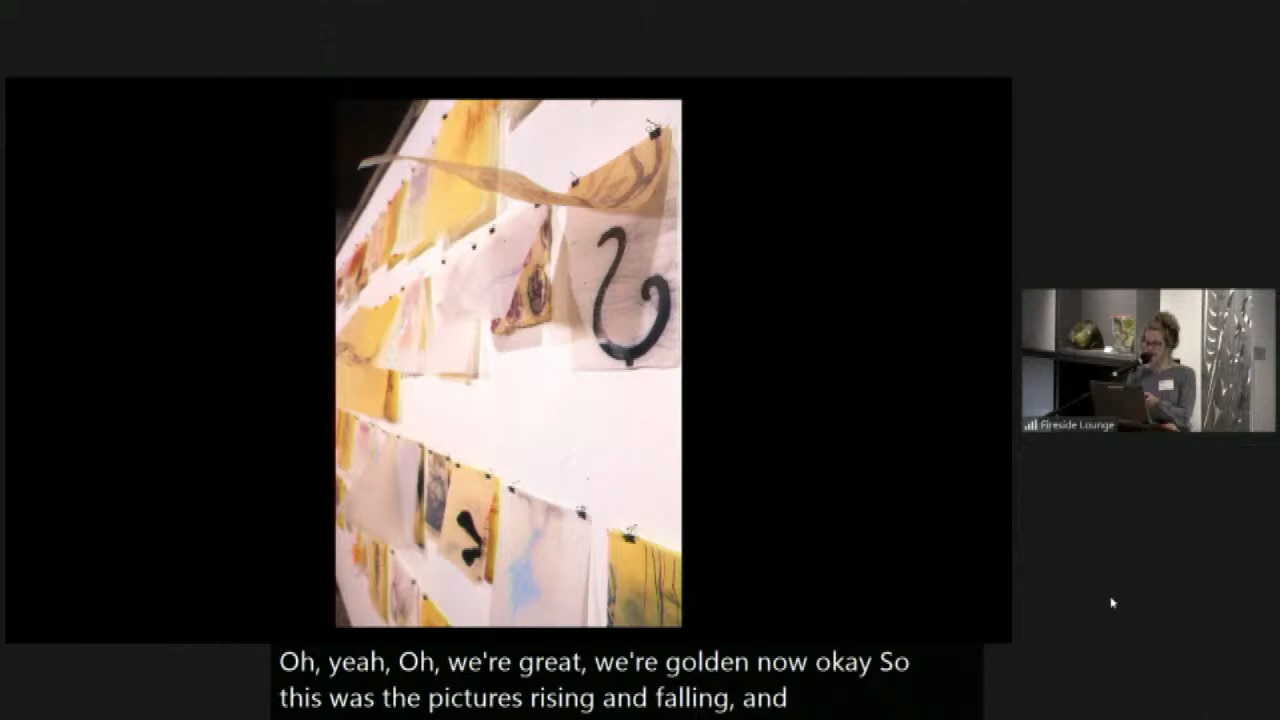 Fireside Lounge
Oh, yeah, Oh, we're great, we're golden now okay So
this was the pictures rising and falling, and